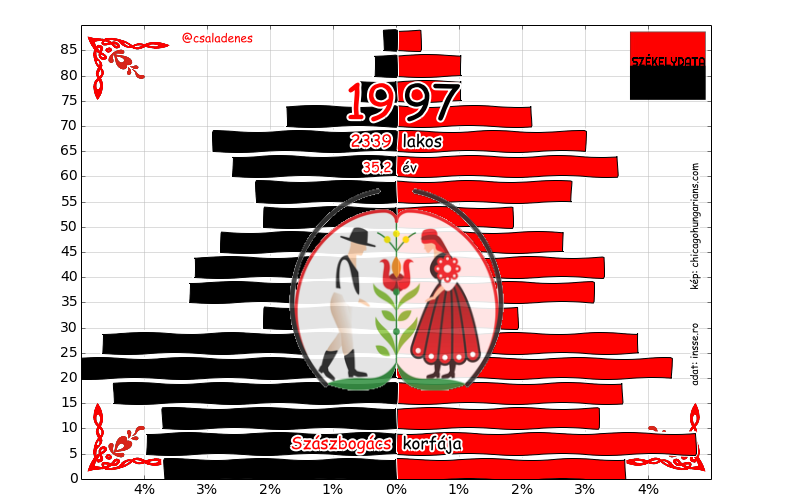 @csaladenes
SZÉKELYDATA
1997
2339 lakos
35.2 év
kép: chicagohungarians.com
adat: insse.ro
Szászbogács korfája
85
80
75
70
65
60
55
50
45
40
35
30
25
20
15
10
5
0
4% 3% 2% 1% 0% 1% 2% 3% 4%